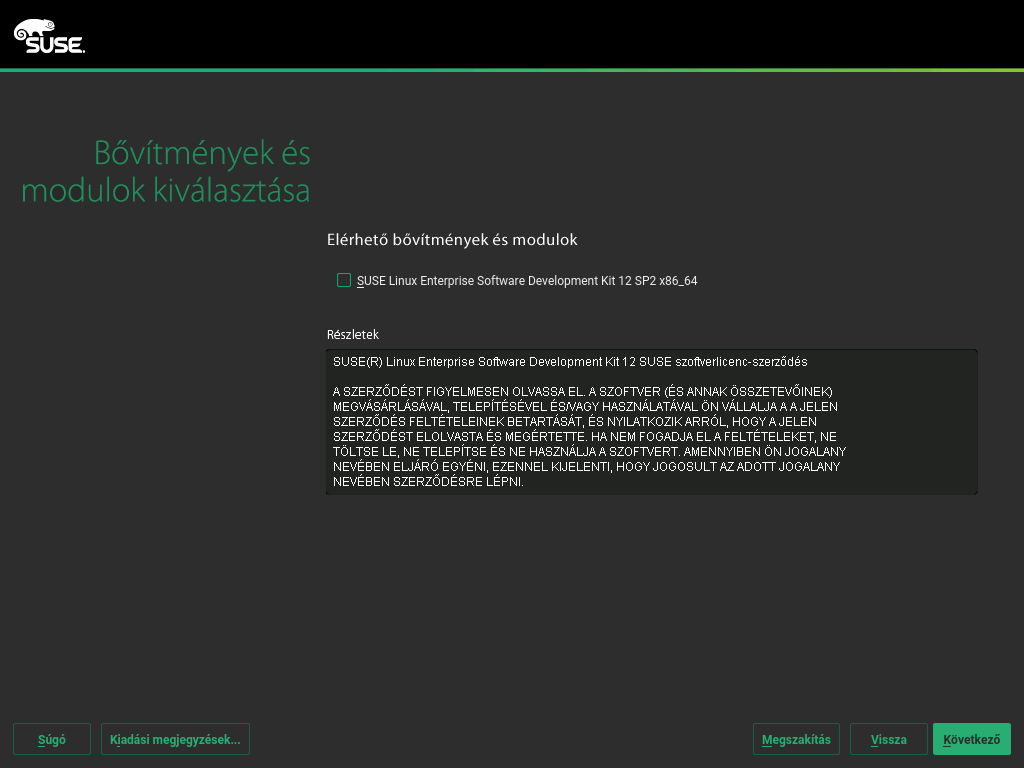 SUSE.
Bővítmények és
modulok kiválasztása
Elérhető bővítmények és modulok
SUSE Linux Enterprise Software Development Kit 12 SP2 x86_64
Részletek
SUSE(R) Linux Enterprise Software Development Kit 12 SUSE szoftverlicenc-szerződés
A SZERZŐDÉST FIGYELMESEN OLVASSA EL. A SZOFTVER (ÉS ANNAK ÖSSZETEVŐINEK)
MEGVÁSÁRLÁSÁVAL, TELEPÍTÉSÉVEL ÉS/VAGY HASZNÁLATÁVAL ÖN VÁLLALJA A A JELEN
SZERZŐDÉS FELTÉTELEINEK BETARTÁSÁT, ÉS NYILATKOZIK ARRÓL, HOGY A JELEN
SZERZŐDÉST ELOLVASTA ÉS MEGÉRTETTE. HA NEM FOGADJA EL A FELTÉTELEKET, NE
TÖLTSE LE, NE TELEPÍTSE ÉS NE HASZNÁLJA A SZOFTVERT. AMENNYIBEN ÖN JOGALANY
NEVÉBEN ELJÁRÓ EGYÉNI, EZENNEL KIJELENTI, HOGY JOGOSULT AZ ADOTT JOGALANY
NEVÉBEN SZERZŐDÉSRE LÉPNI.
Súgó Kiadási megjegyzések... Megszakítás Vissza Következő